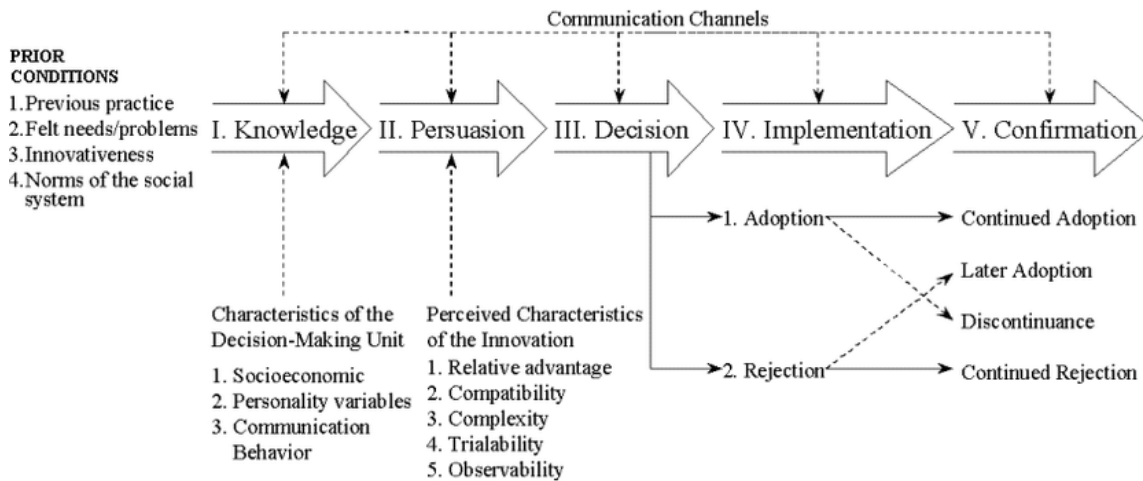 Communication Channels
PRIOR
CONDITIONS
1.Previous practice
2.Felt needs/problems
3.Innovativeness
4.Norms of the social
system
I. Knowledge
II. Persuasion
III. Decision
IV. Implementation
V. Confirmation
1. Adoption
Continued Adoption
Later Adoption
Discontinuance
2. Rejection
Continued Rejection
Characteristics of the
Decision-Making Unit
1. Socioeconomic
2. Personality variables
3. Communication
Behavior
Perceived Characteristics
of the Innovation
1. Relative advantage
2. Compatibility
3. Complexity
4. Trialability
5. Observability